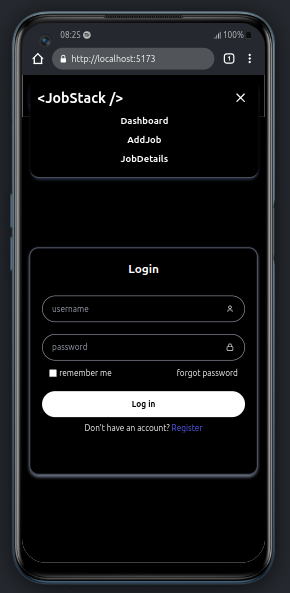 08:25 100%
http://localhost:5173 1
<JobStack />
Dashboard
AddJob
JobDetails
Login
username
password
remember me forgot password
Log in
Don't have an account? Register